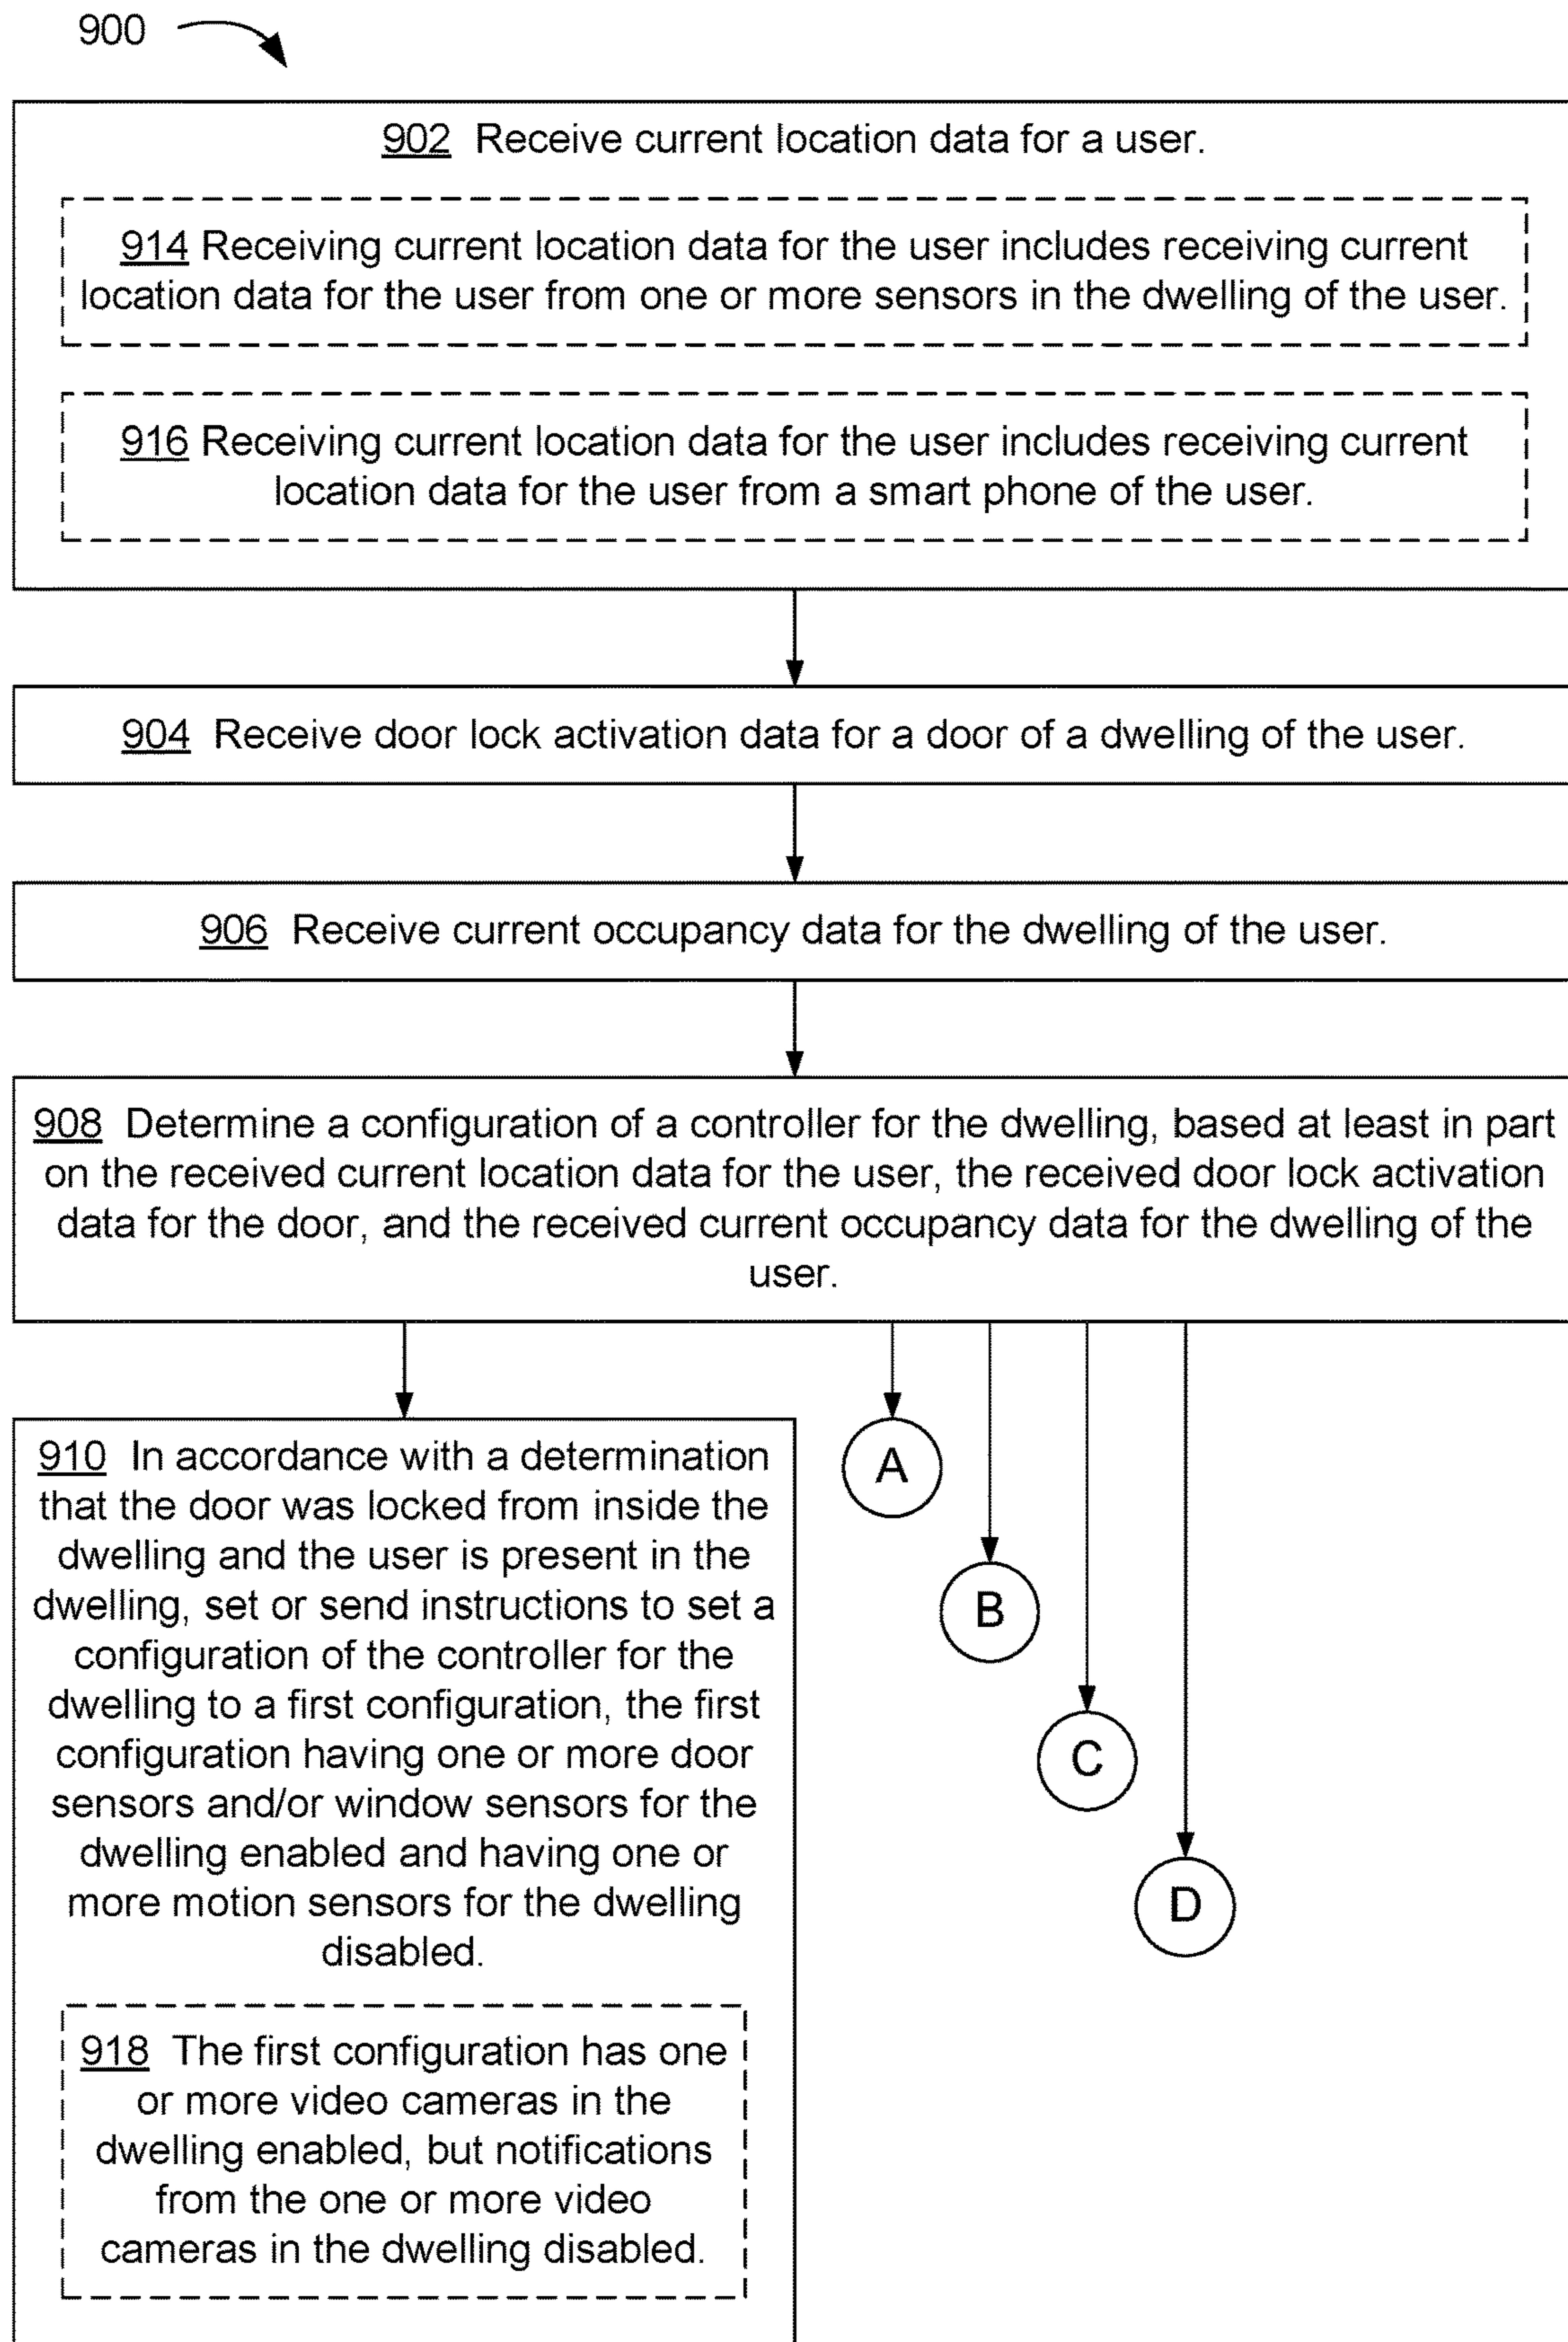 900
902 Receive current location data for a user.
914 Receiving current location data for the user includes receiving current
location data for the user from one or more sensors in the dwelling of the user.
916 Receiving current location data for the user includes receiving current
location data for the user from a smart phone of the user.
904 Receive door lock activation data for a door of a dwelling of the user.
906 Receive current occupancy data for the dwelling of the user.
908 Determine a configuration of a controller for the dwelling, based at least in part
on the received current location data for the user, the received door lock activation
data for the door, and the received current occupancy data for the dwelling of the
user.
910 In accordance with a determination
that the door was locked from inside the
dwelling and the user is present in the
dwelling, set or send instructions to set a
configuration of the controller for the
dwelling to a first configuration, the first
configuration having one or more door
sensors and/or window sensors for the
dwelling enabled and having one or
more motion sensors for the dwelling
disabled.
918 The first configuration has one
or more video cameras in the
dwelling enabled, but notifications
from the one or more video
cameras in the dwelling disabled.
A
B
C
D